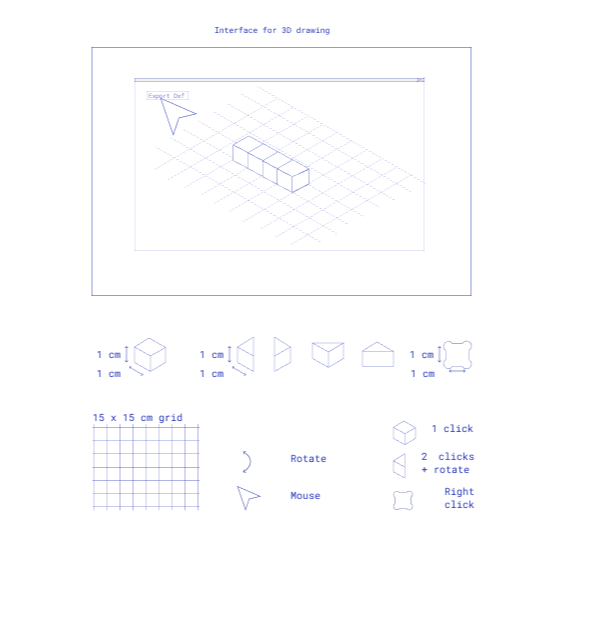 Interface for 3D drawing
Export Dxf
1 cm
1 cm
1 cm
1 cm
1 cm
1 cm
15 x 15 cm grid
Rotate
Mouse
1 click
2 clicks
+ rotate
Right
click